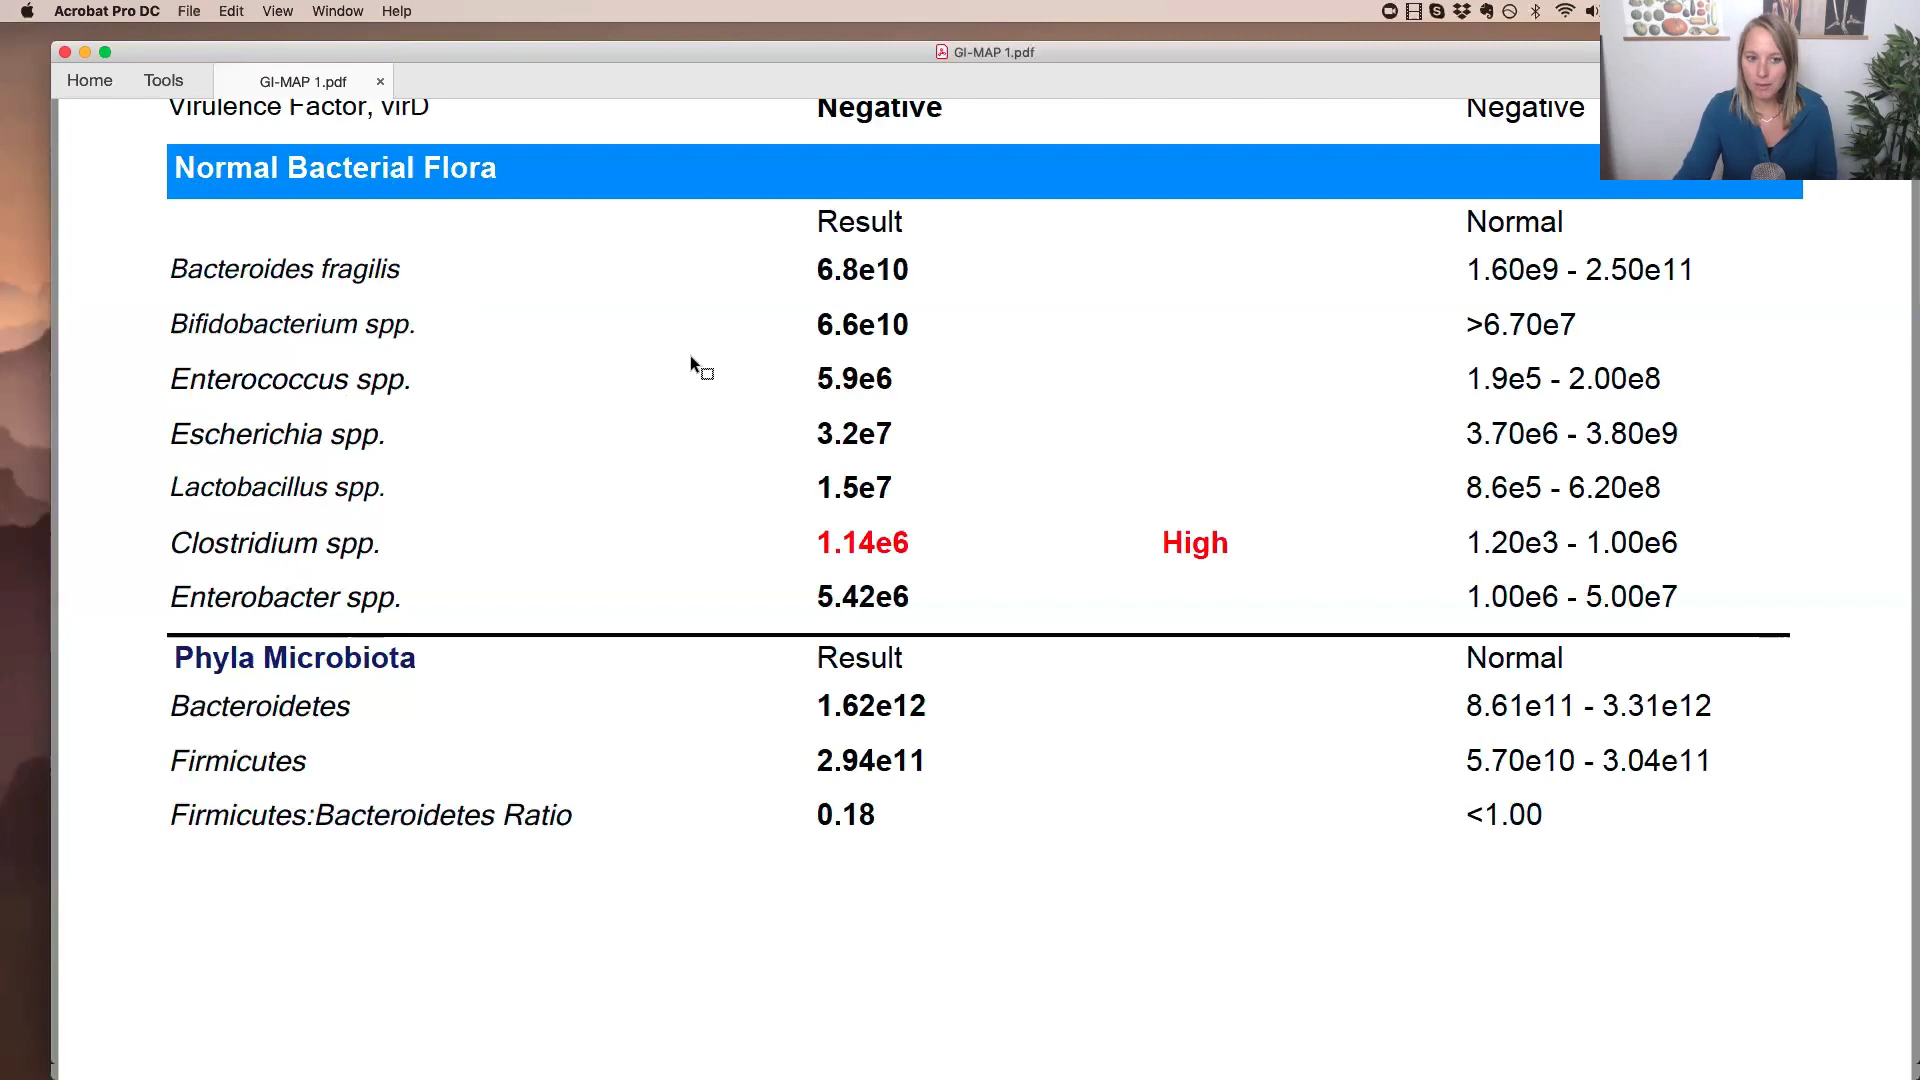 Acrobat Pro DC File Edit View Window Help
GI-MAP 1.pdf
Home Tools GI-MAP 1.pdf ×
Virulence Factor, virD Negative Negative
Normal Bacterial Flora
Result Normal
Bacteroides fragilis 6.8e10 1.60e9 - 2.50e11
Bifidobacterium spp. 6.6e10 >6.70e7
Enterococcus spp. 5.9e6 1.9e5 - 2.00e8
Escherichia spp. 3.2e7 3.70e6 - 3.80e9
Lactobacillus spp. 1.5e7 8.6e5 - 6.20e8
Clostridium spp. 1.14e6 High 1.20e3 - 1.00e6
Enterobacter spp. 5.42e6 1.00e6 - 5.00e7
Phyla Microbiota Result Normal
Bacteroidetes 1.62e12 8.61e11 - 3.31e12
Firmicutes 2.94e11 5.70e10 - 3.04e11
Firmicutes:Bacteroidetes Ratio 0.18 <1.00